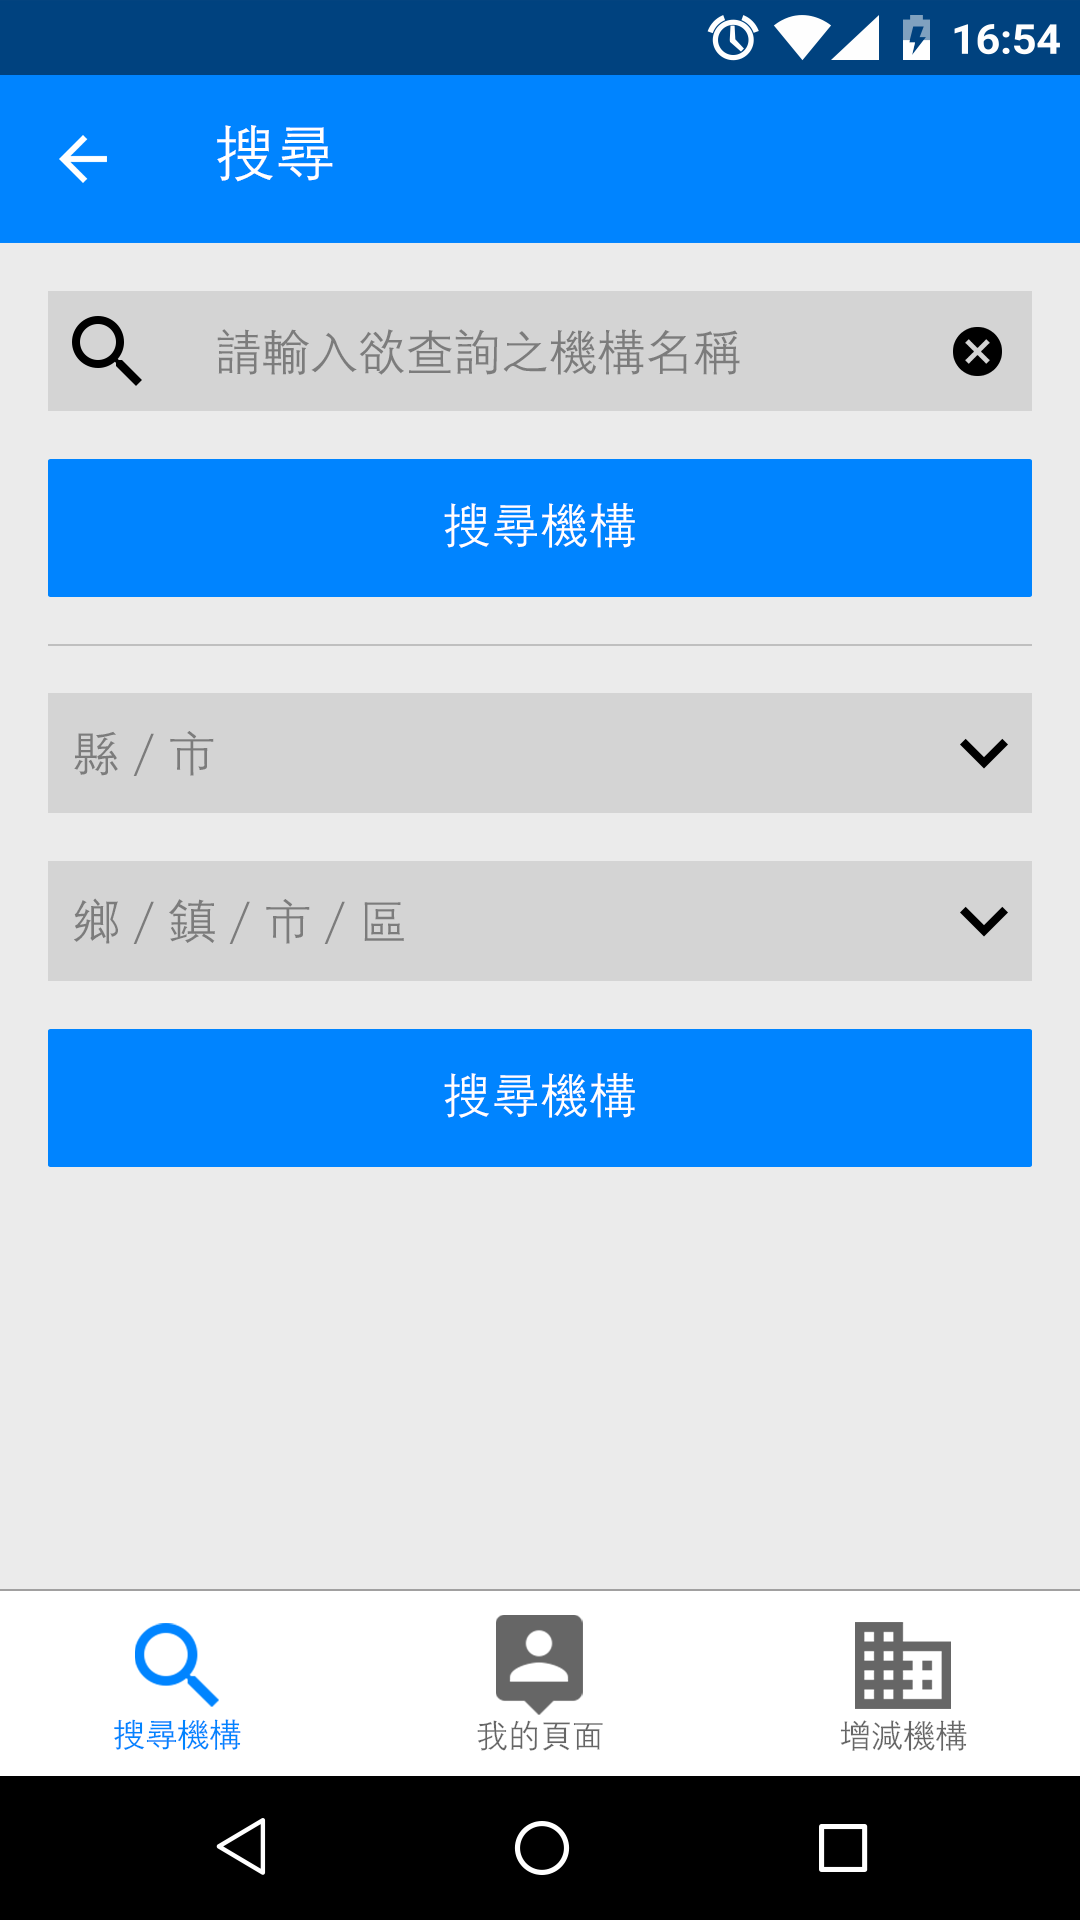 16:54
搜尋
請輸入欲查詢之機構名稱
搜尋機構
縣 / 市
鄉 / 鎮 / 市 / 區
搜尋機構
搜尋機構
我的頁面
增減機構